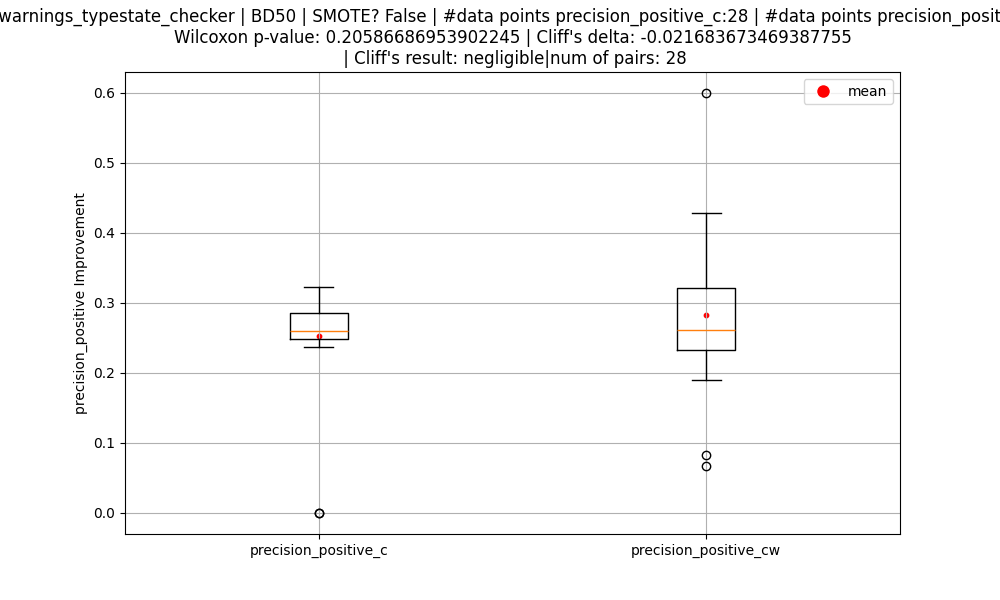 warnings_typestate_checker | BD50 | SMOTE? False | #data points precision_positive_c:28 | #data points
Wilcoxon p-value: 0.20586686953902245 | Cliff's delta: -0.021683673469387755
| Cliff's result: negligible|num of pairs: 28
mean
0.6
0.5
0.4
0.3
0.2
0.1
0.0
precision_positive Improvement
precision_positive_c
precision_positive_cw